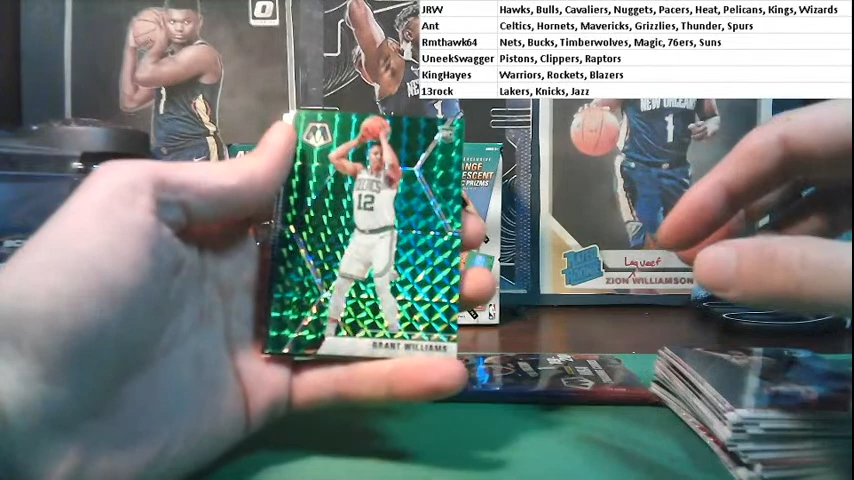 JRW Hawks, Bulls, Cavaliers, Nuggets, Pacers, Heat, Pelicans, Kings, Wizards
Ant Celtics, Hornets, Mavericks, Grizzlies, Thunder, Spurs
Rmthawk64 Nets, Bucks, Timberwolves, Magic, 76ers, Suns
UneekSwagger Pistons, Clippers, Raptors
KingHayes Warriors, Rockets, Blazers
13rock Lakers, Knicks, Jazz
NEW ORLEANS
1
1
CELTICS
12
GRANT WILLIAMS
ZION WILLIAMSON